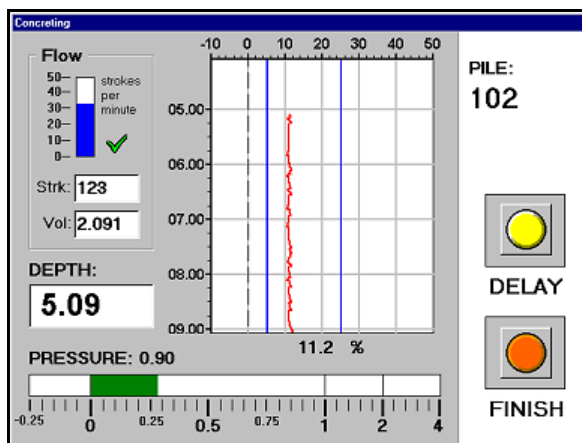 Concreting
Flow
50
40
30
20
10
0
strokes
per
minute
Strk: 123
Vol: 2.091
DEPTH:
5.09
-10 0 10 20 30 40 50
05.00
06.00
07.00
08.00
09.00
11.2 %
PILE:
102
DELAY
FINISH
PRESSURE: 0.90
-0.25 0 0.25 0.5 0.75 1 2 4